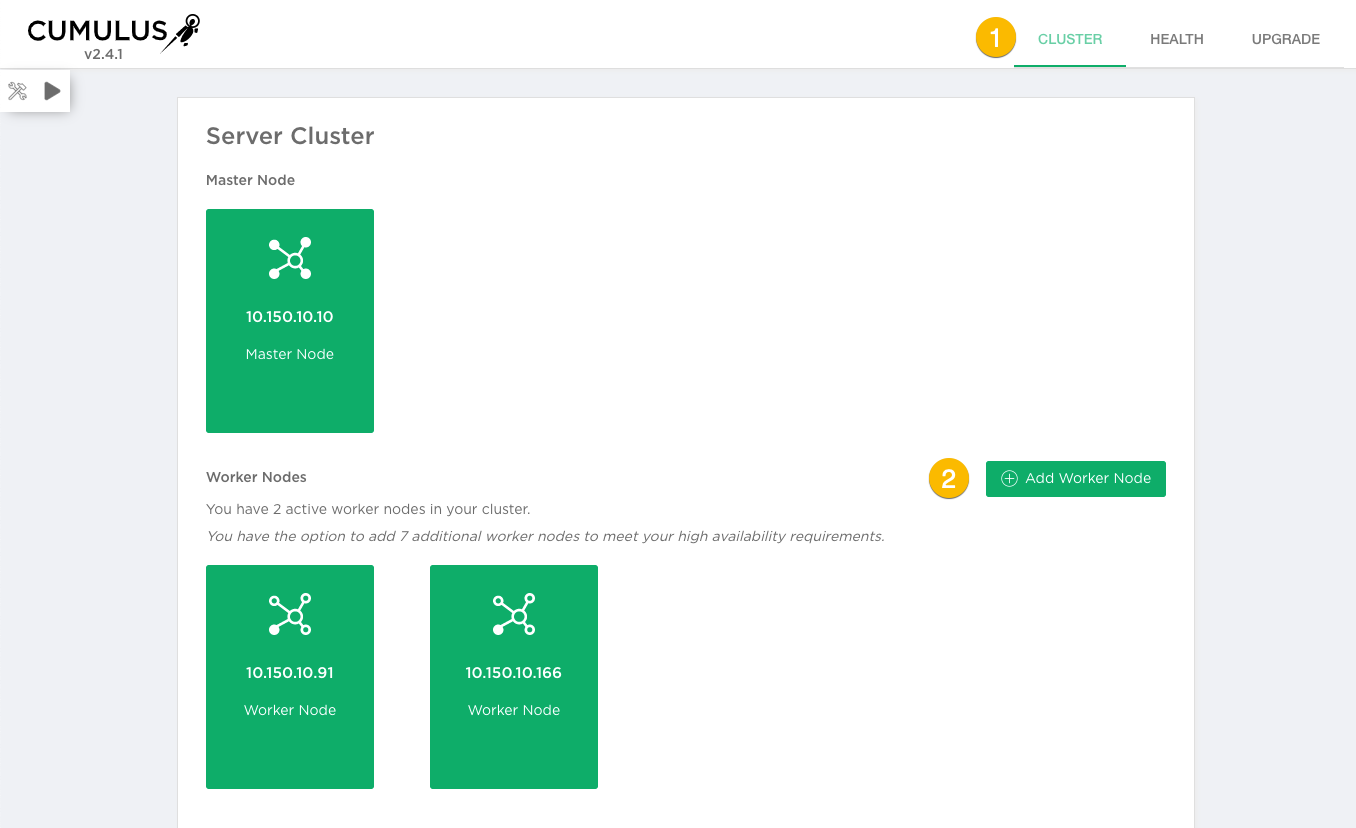 CUMULUS
v2.4.1
1
CLUSTER
HEALTH
UPGRADE
Server Cluster
Master Node
10.150.10.10
Master Node
Worker Nodes
2
Add Worker Node
You have 2 active worker nodes in your cluster.
You have the option to add 7 additional worker nodes to meet your high availability requirements.
10.150.10.91
Worker Node
10.150.10.166
Worker Node